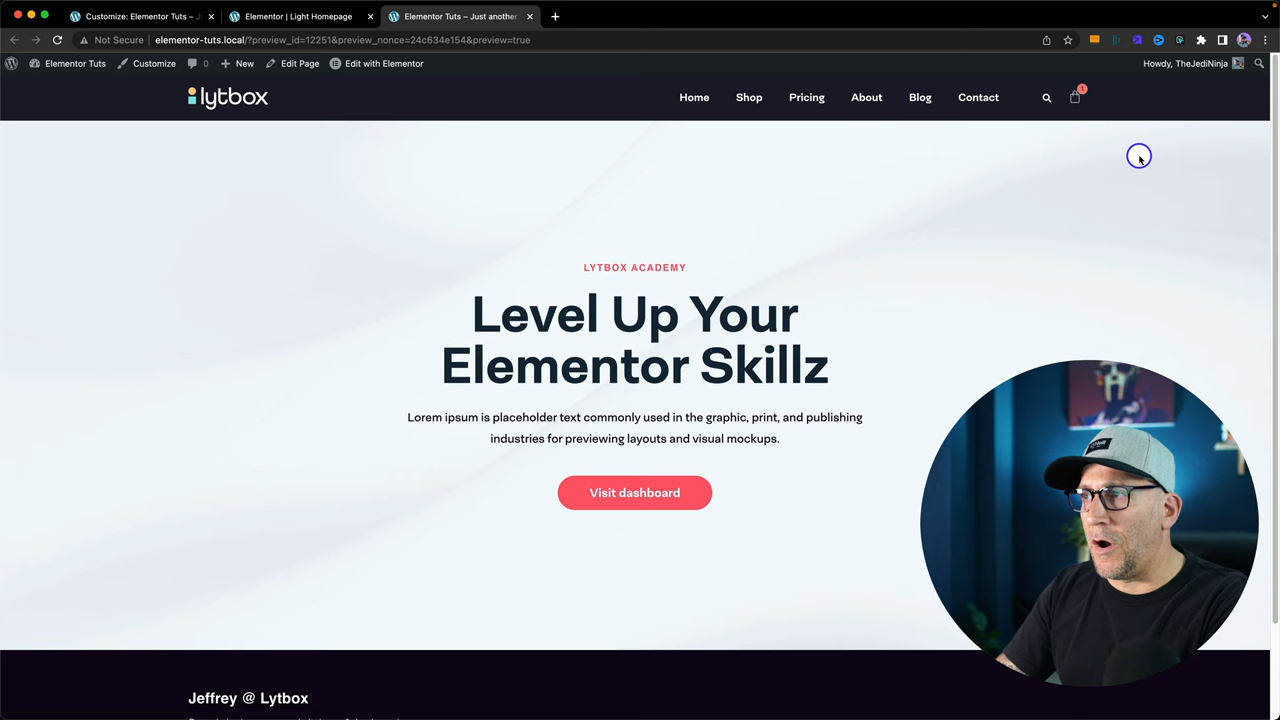 Customize: Elementor Tuts – J
Elementor | Light Homepage
Elementor Tuts – Just another
Not Secure
elementor-tuts.local/?preview_id=12251&preview_nonce=24c634e154&preview=true
Elementor Tuts
Customize
0
New
Edit Page
Edit with Elementor
Howdy, TheJediNinja
lytbox
Home
Shop
Pricing
About
Blog
Contact
1
LYTBOX ACADEMY
Level Up Your
Elementor Skillz
Lorem ipsum is placeholder text commonly used in the graphic, print, and publishing
industries for previewing layouts and visual mockups.
Visit dashboard
Jeffrey @ Lytbox